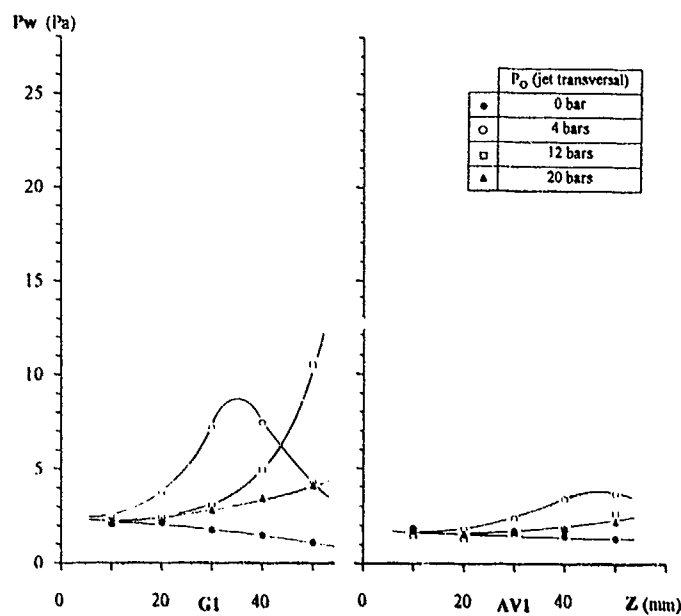 Pw (Pa)
25
20
15
10
5
0
0 20 40
G1
P₀ (jet transversal)
● 0 bar
○ 4 bars
□ 12 bars
▲ 20 bars
0 20 40
AV1
Z (mm)